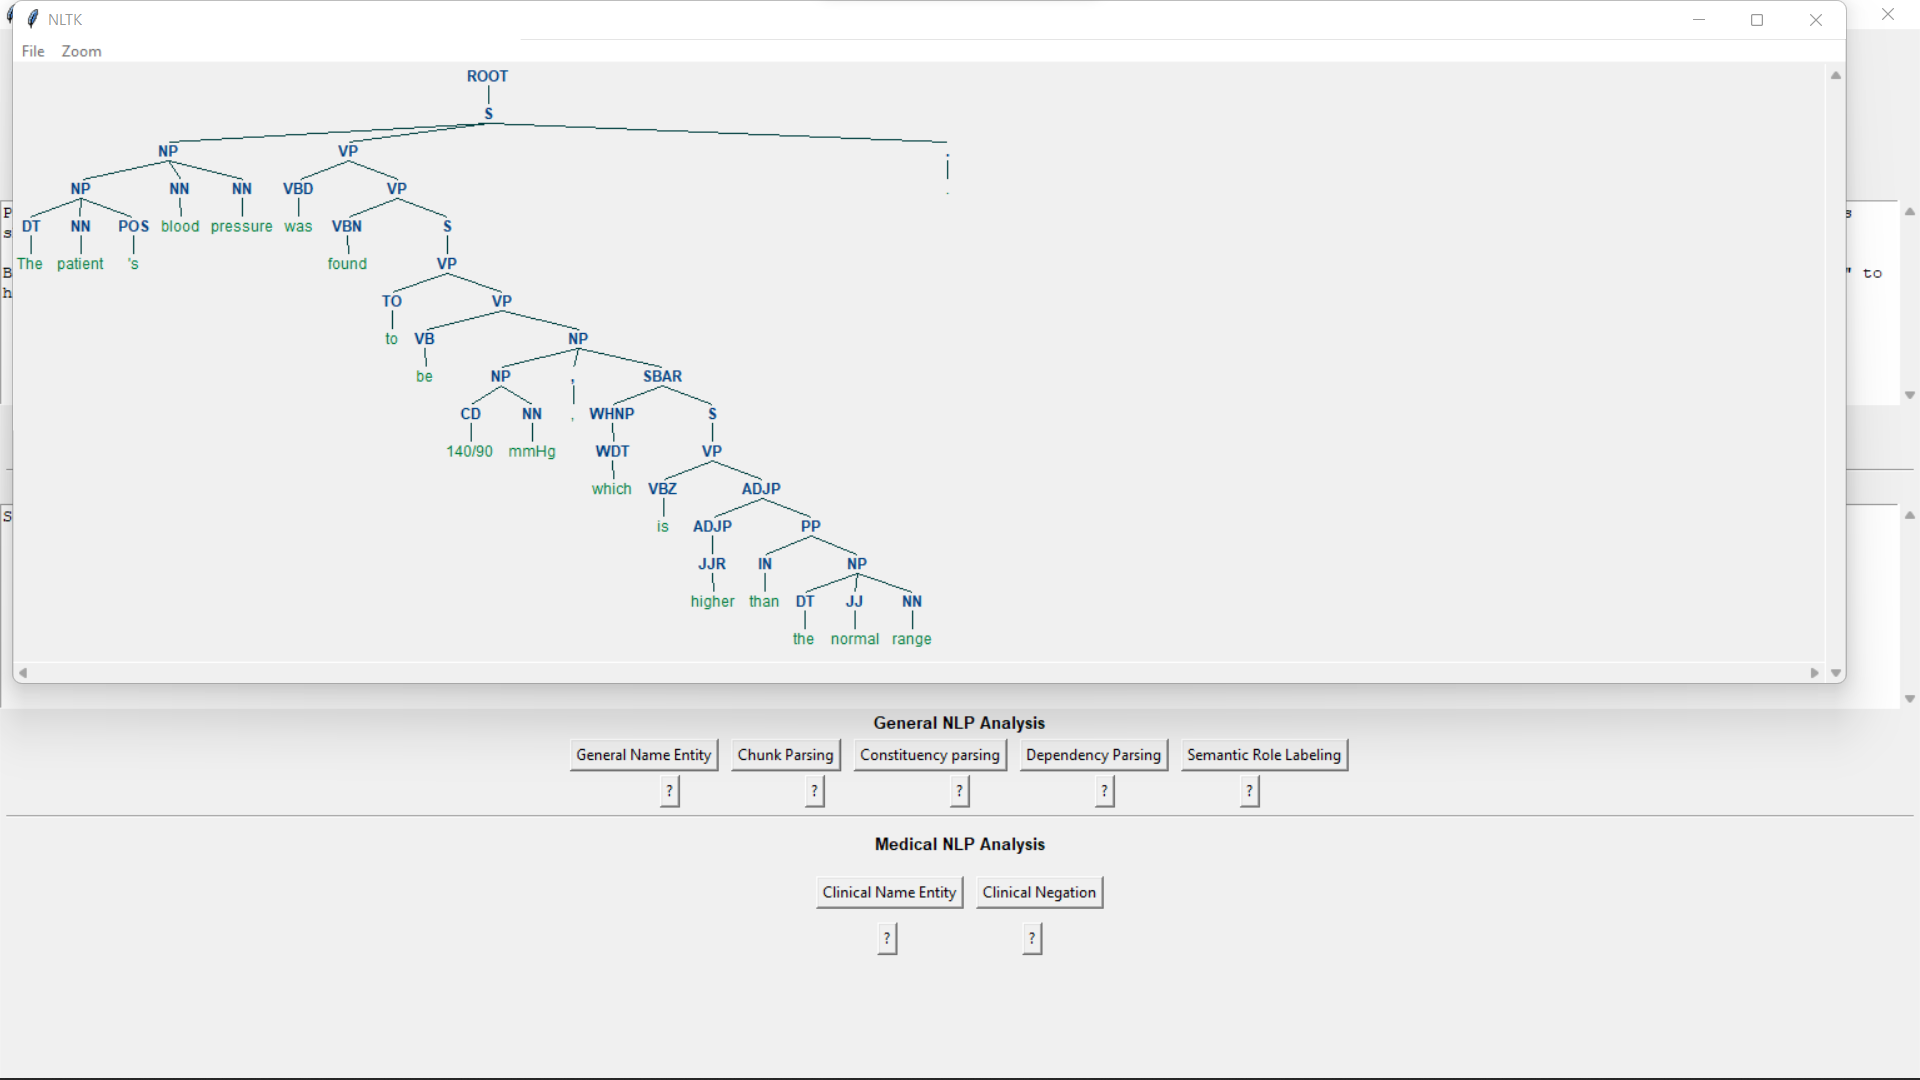 NLTK
File Zoom
ROOT
S
NP VP .
NP NN NN VBD VP .
DT NN POS blood pressure was VBN S
The patient 's found VP
TO VP
to VB NP
be NP , SBAR
CD NN , WHNP S
140/90 mmHg WDT VP
which VBZ ADJP
is ADJP PP
JJR IN NP
higher than DT JJ NN
the normal range
P s
s
B " to
h
S
General NLP Analysis
General Name Entity Chunk Parsing Constituency parsing Dependency Parsing Semantic Role Labeling
? ? ? ? ?
Medical NLP Analysis
Clinical Name Entity Clinical Negation
? ?